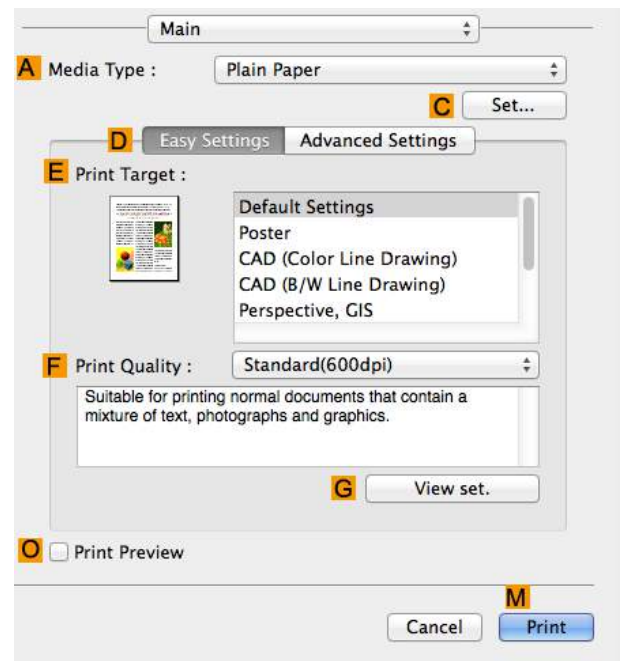 Main
A Media Type : Plain Paper
C Set...
D Easy Settings Advanced Settings
E Print Target :
Default Settings
Poster
CAD (Color Line Drawing)
CAD (B/W Line Drawing)
Perspective, GIS
F Print Quality : Standard(600dpi)
Suitable for printing normal documents that contain a
mixture of text, photographs and graphics.
G View set.
O Print Preview
M
Cancel Print